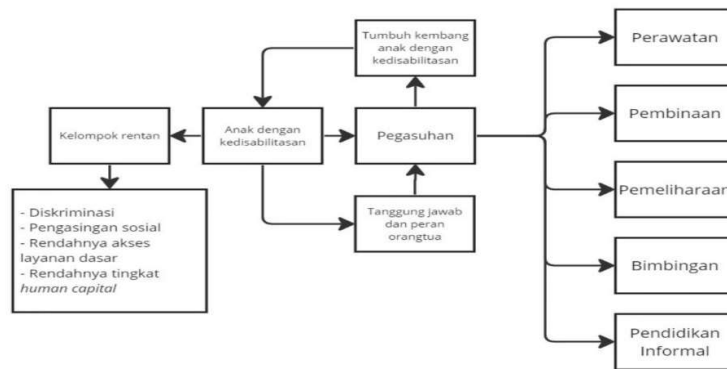 Tumbuh kembang
anak dengan
kedisabilitasan
Perawatan
Kelompok rentan
Anak dengan
kedisabilitasan
Pegasuhan
Pembinaan
- Diskriminasi
- Pengasingan sosial
- Rendahnya akses
layanan dasar
- Rendahnya tingkat
human capital
Tanggung jawab
dan peran
orangtua
Pemeliharaan
Bimbingan
Pendidikan
Informal